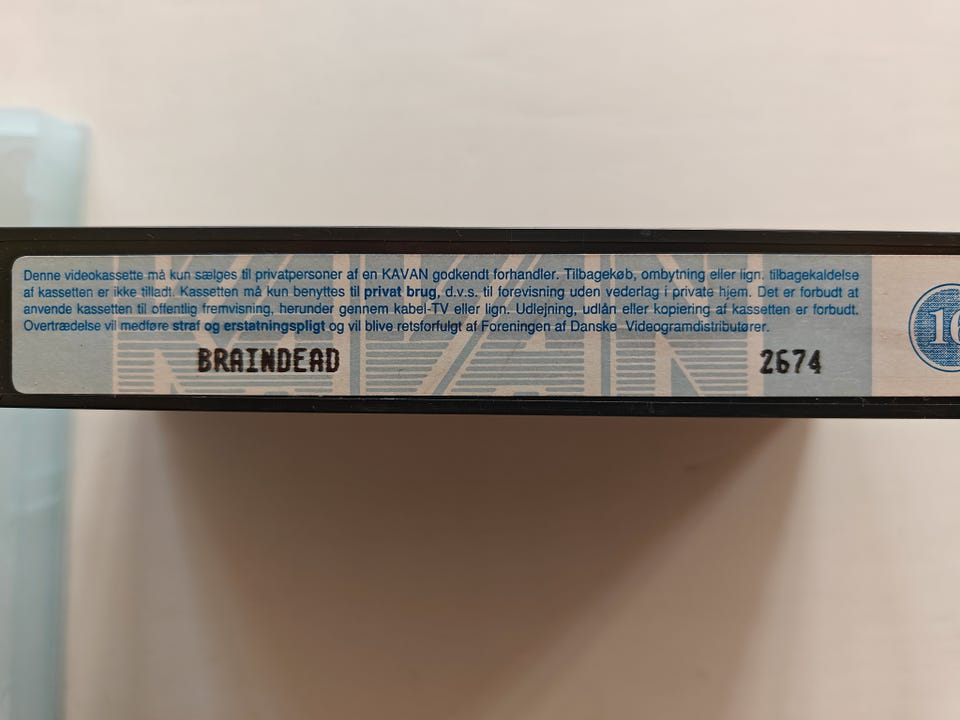 Denne videokassette må kun sælges til privatpersoner af en KAVAN godkendt forhandler. Tilbagekøb, ombytning eller lign. tilbagekaldelse
af kassetten er ikke tilladt. Kassetten må kun benyttes til privat brug, d.v.s. til forevisning uden vederlag i private hjem. Det er forbudt at
anvende kassetten til offentlig fremvisning, herunder gennem kabel-TV eller lign. Udlejning, udlån eller kopiering af kassetten er forbudt.
Overtrædelse vil medføre straf og erstatningspligt og vil blive retsforfulgt af Foreningen af Danske Videogramdistributører.
KAVAN
BRAINDEAD 2674